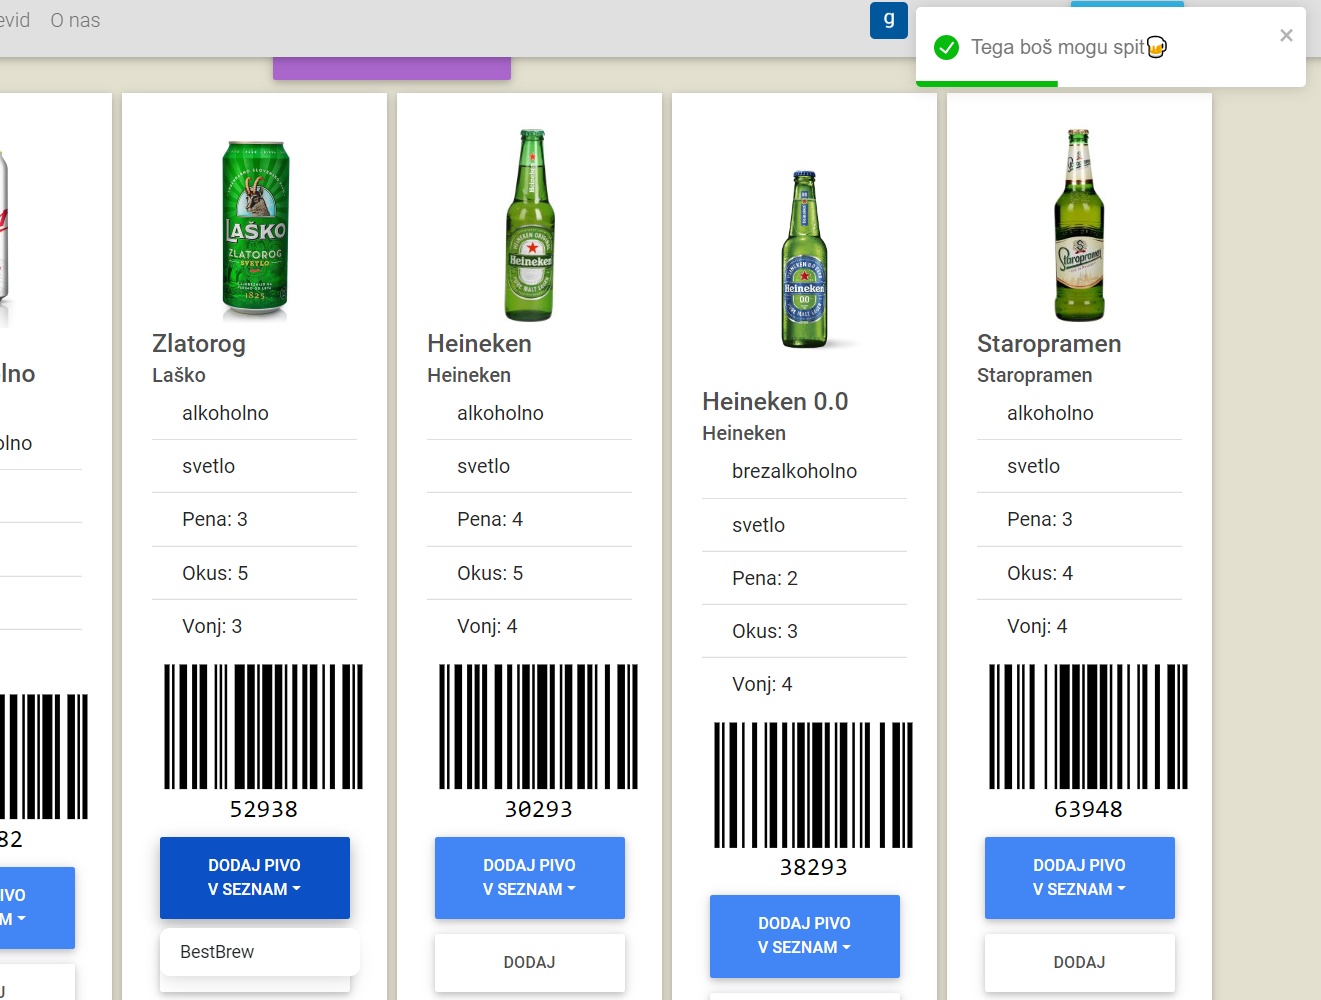 evid O nas
g
Tega boš mogu spit
×
LAŠKO
ZLATOROG
SVETLO
1825
Heineken
Heineken
0.0
Staropramen
lno
olno
82
IVO
M
J
Zlatorog
Laško
alkoholno
svetlo
Pena: 3
Okus: 5
Vonj: 3
52938
DODAJ PIVO
V SEZNAM
BestBrew
Heineken
Heineken
alkoholno
svetlo
Pena: 4
Okus: 5
Vonj: 4
30293
DODAJ PIVO
V SEZNAM
DODAJ
Heineken 0.0
Heineken
brezalkoholno
svetlo
Pena: 2
Okus: 3
Vonj: 4
38293
DODAJ PIVO
V SEZNAM
Staropramen
Staropramen
alkoholno
svetlo
Pena: 3
Okus: 4
Vonj: 4
63948
DODAJ PIVO
V SEZNAM
DODAJ